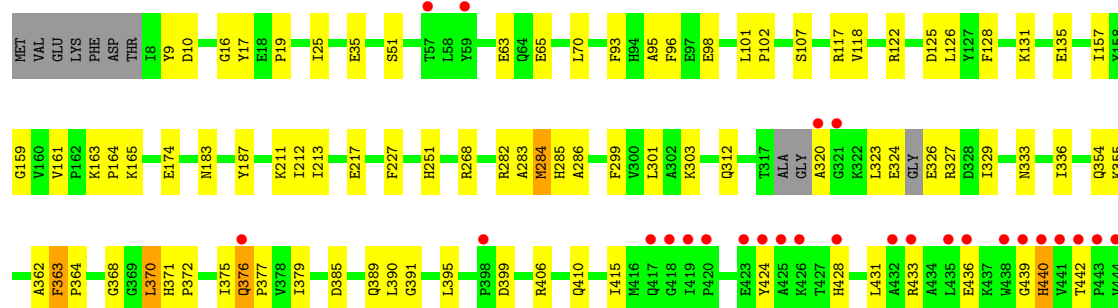 MET VAL GLU LYS PHE ASP THR I8 Y9 D10 G16 Y17 E18 P19 I25 E35 S51 T57 L58 Y59 E63 Q64 E65 L70 F93 H94 A95 F96 E97 E98 L101 P102 S107 R117 V118 R122 D125 L126 Y127 F128 K131 E135 I157 Y158
G159 V160 V161 P162 K163 P164 K165 E174 N183 Y187 K211 I212 I213 E217 F227 H251 R268 R282 A283 M284 H285 A286 F299 V300 L301 A302 K303 Q312 T317 ALA GLY A320 G321 K322 L323 E324 GLY E326 R327 D328 I329 N333 I336 Q354 K355
A362 F363 P364 G368 G369 L370 H371 P372 I375 Q376 P377 V378 I379 D385 Q389 L390 G391 L395 P398 D399 R406 Q410 I415 M416 Q417 G418 I419 P420 E423 Y424 A425 K426 T427 H428 L431 A432 R433 A434 L435 E436 K437 W438 G439 H440 V441 T442 P443 K444